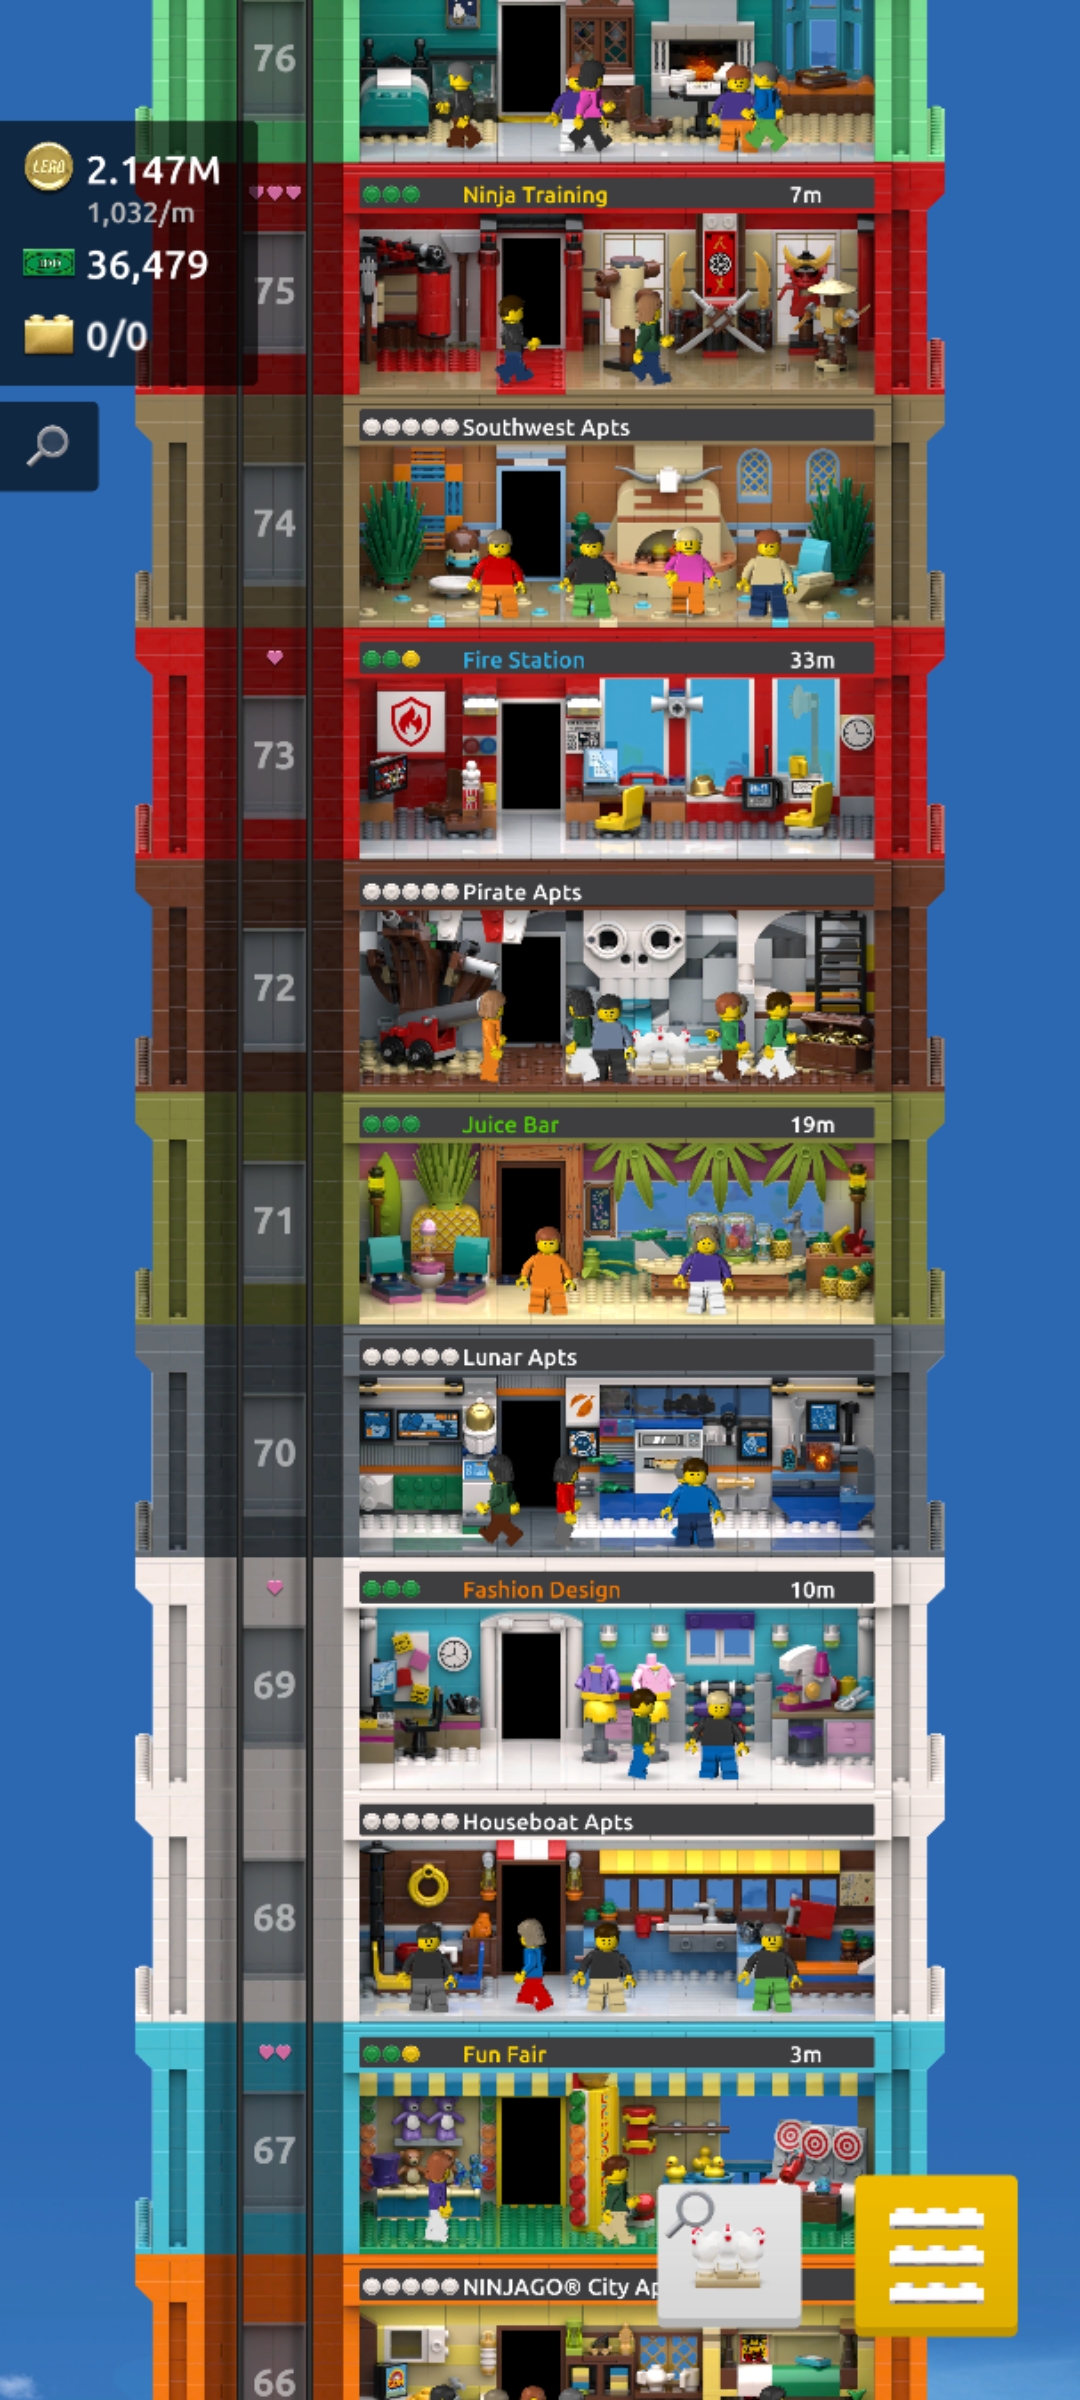 76
LEGO
2.147M
1,032/m
36,479
0/0
Ninja Training 7m
75
Southwest Apts
74
Fire Station 33m
73
Pirate Apts
72
Juice Bar 19m
71
Lunar Apts
70
Fashion Design 10m
69
Houseboat Apts
68
Fun Fair 3m
67
NINJAGO® City Ap
66